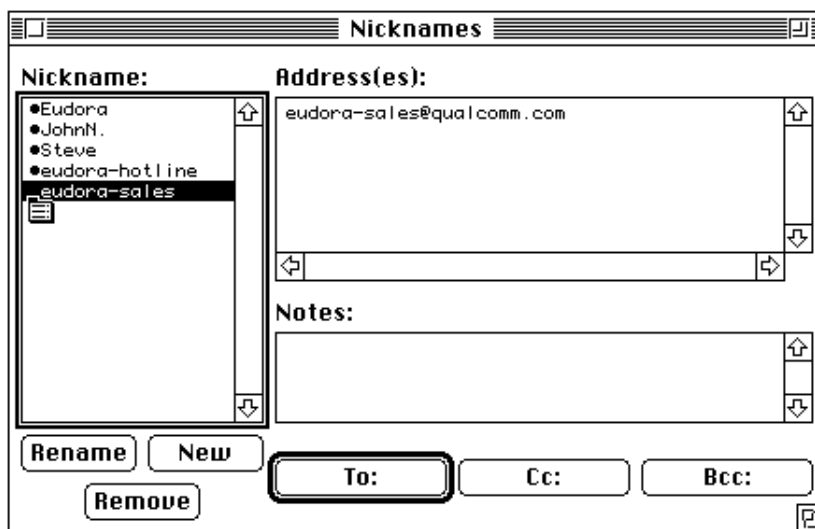 Nicknames
Nickname:
●Eudora
●JohnN.
●Steve
●eudora-hotline
eudora-sales
Address(es):
eudora-sales@qualcomm.com
Notes:
Rename
New
Remove
To:
Cc:
Bcc: